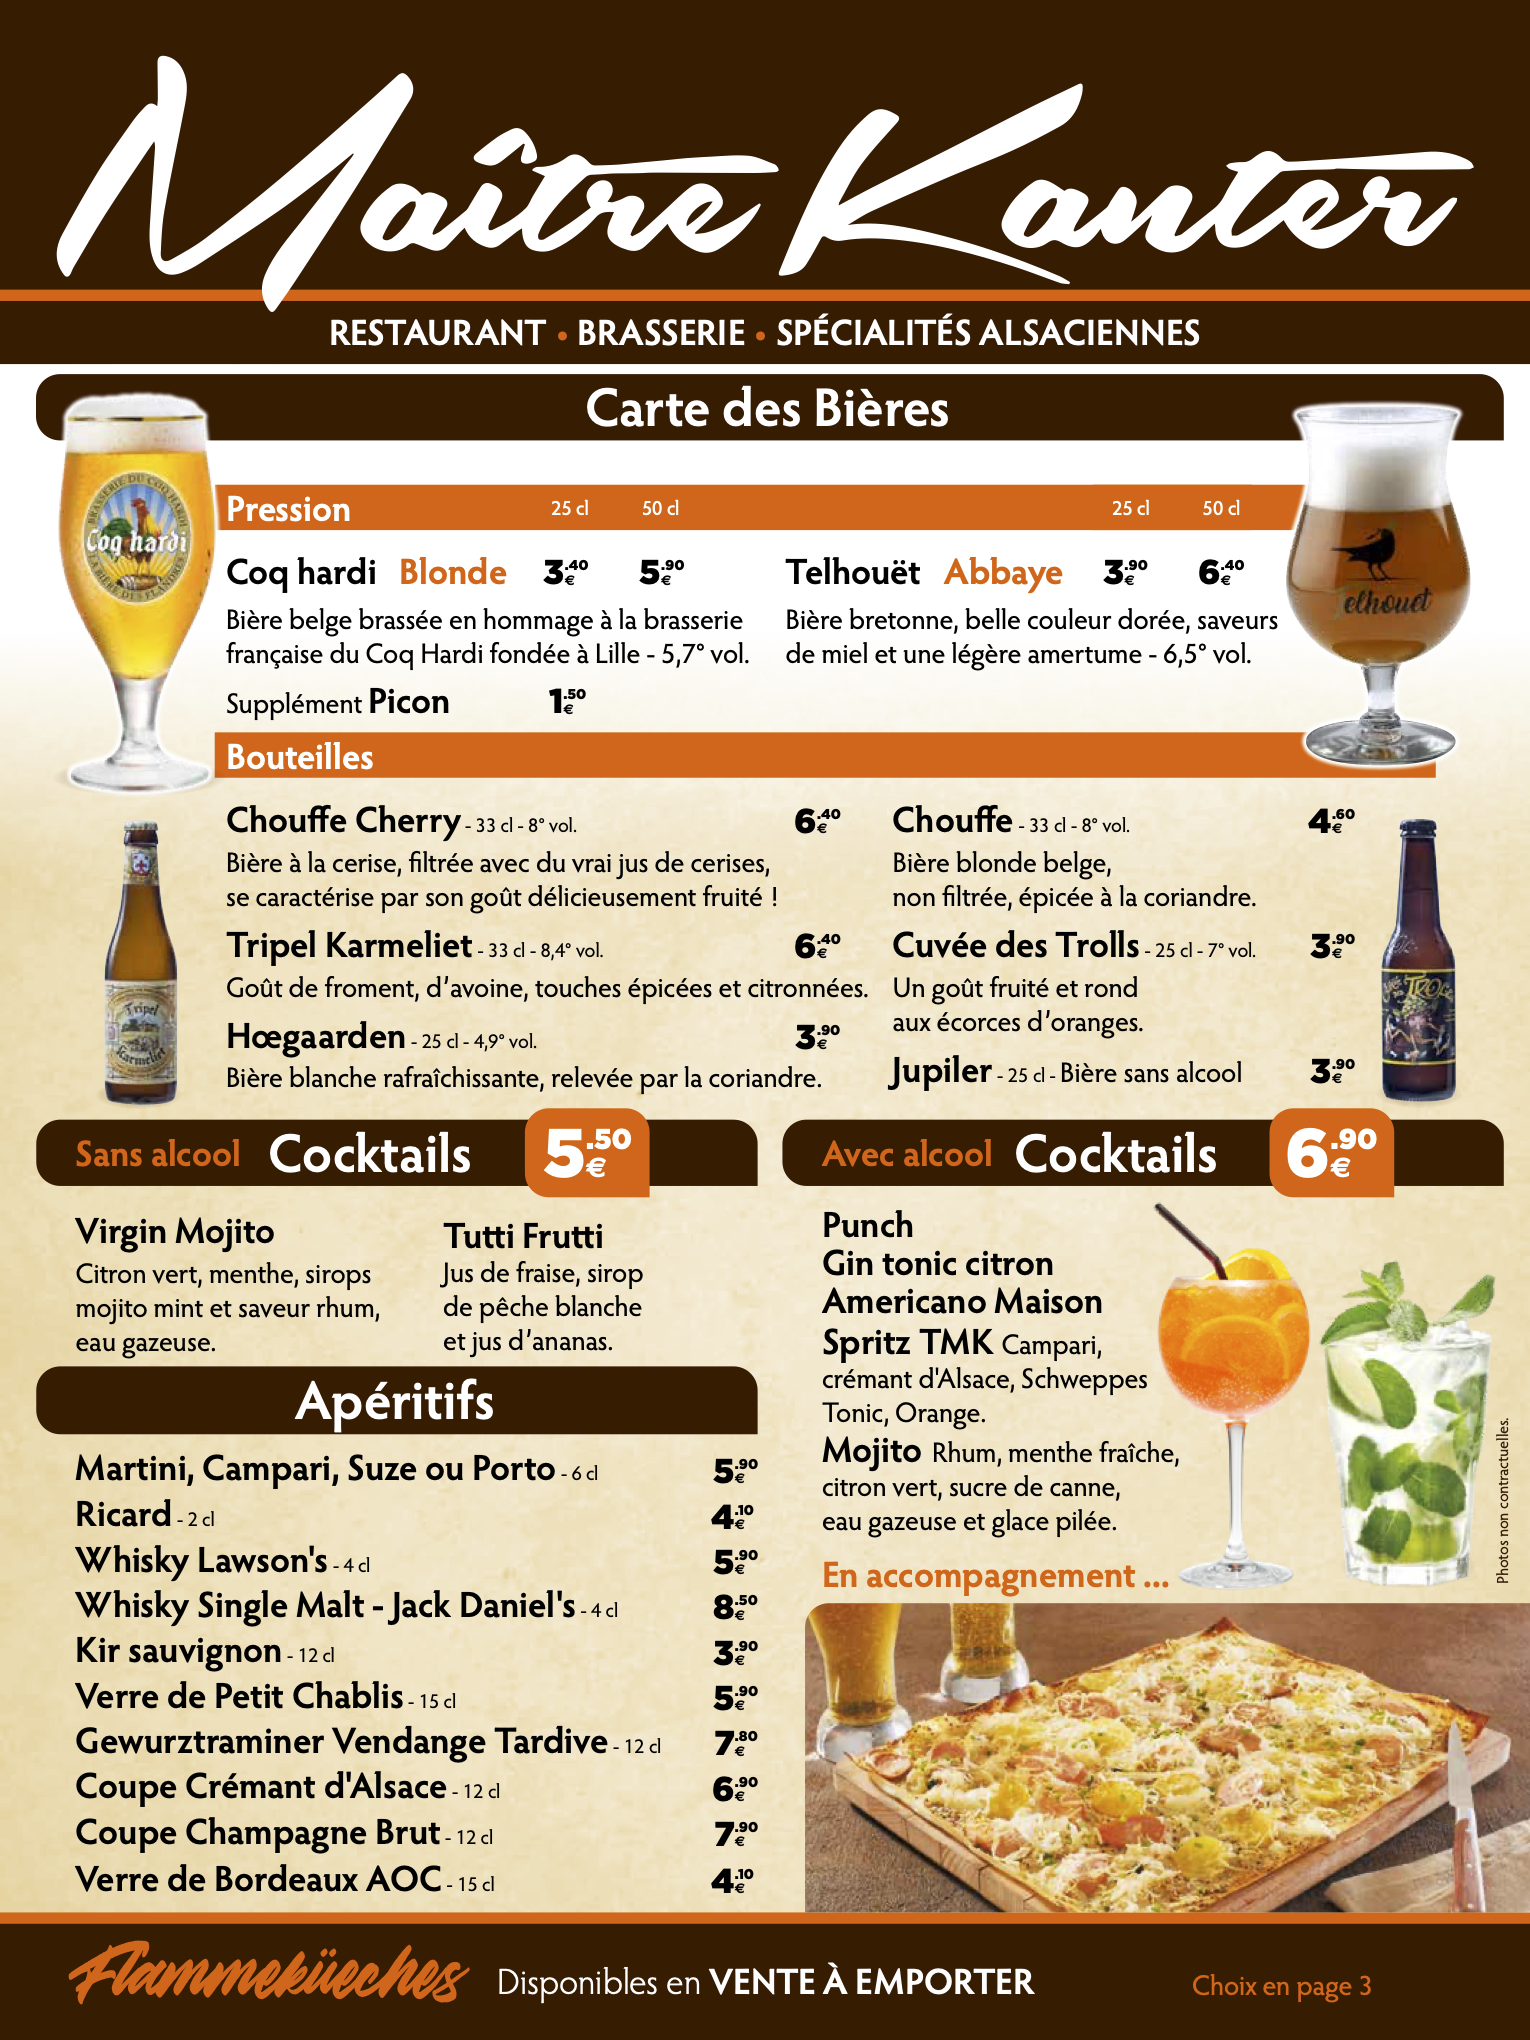 Maître Kanter
RESTAURANT • BRASSERIE • SPÉCIALITÉS ALSACIENNES
Carte des Bières
Pression 25 cl 50 cl 25 cl 50 cl
Coq hardi Blonde 3.40€ 5.90€
Bière belge brassée en hommage à la brasserie
française du Coq Hardi fondée à Lille - 5,7° vol.
Supplément Picon 1.50€
Telhouët Abbaye 3.90€ 6.40€
Bière bretonne, belle couleur dorée, saveurs
de miel et une légère amertume - 6,5° vol.
BRASSERIE DU COQ HARDI
Coq hardi
LA BIÈRE DES FLANDRES
Telhouet
Bouteilles
Chouffe Cherry - 33 cl - 8° vol. 6.40€
Bière à la cerise, filtrée avec du vrai jus de cerises,
se caractérise par son goût délicieusement fruité !
Tripel Karmeliet - 33 cl - 8,4° vol. 6.40€
Goût de froment, d’avoine, touches épicées et citronnées.
Hœgaarden - 25 cl - 4,9° vol. 3.90€
Bière blanche rafraîchissante, relevée par la coriandre.
Chouffe - 33 cl - 8° vol. 4.60€
Bière blonde belge,
non filtrée, épicée à la coriandre.
Cuvée des Trolls - 25 cl - 7° vol. 3.90€
Un goût fruité et rond
aux écorces d’oranges.
Jupiler - 25 cl - Bière sans alcool 3.90€
Tripel
Karmeliet
Sans alcool Cocktails 5.50€
Virgin Mojito
Citron vert, menthe, sirops
mojito mint et saveur rhum,
eau gazeuse.
Tutti Frutti
Jus de fraise, sirop
de pêche blanche
et jus d’ananas.
Apéritifs
Martini, Campari, Suze ou Porto - 6 cl 5.90€
Ricard - 2 cl 4.10€
Whisky Lawson's - 4 cl 5.90€
Whisky Single Malt - Jack Daniel's - 4 cl 8.50€
Kir sauvignon - 12 cl 3.90€
Verre de Petit Chablis - 15 cl 5.90€
Gewurztraminer Vendange Tardive - 12 cl 7.80€
Coupe Crémant d'Alsace - 12 cl 6.90€
Coupe Champagne Brut - 12 cl 7.90€
Verre de Bordeaux AOC - 15 cl 4.10€
Avec alcool Cocktails 6.90€
Punch
Gin tonic citron
Americano Maison
Spritz TMK Campari,
crémant d'Alsace, Schweppes
Tonic, Orange.
Mojito Rhum, menthe fraîche,
citron vert, sucre de canne,
eau gazeuse et glace pilée.
En accompagnement ...
Photos non contractuelles.
Flammeküeches Disponibles en VENTE À EMPORTER Choix en page 3